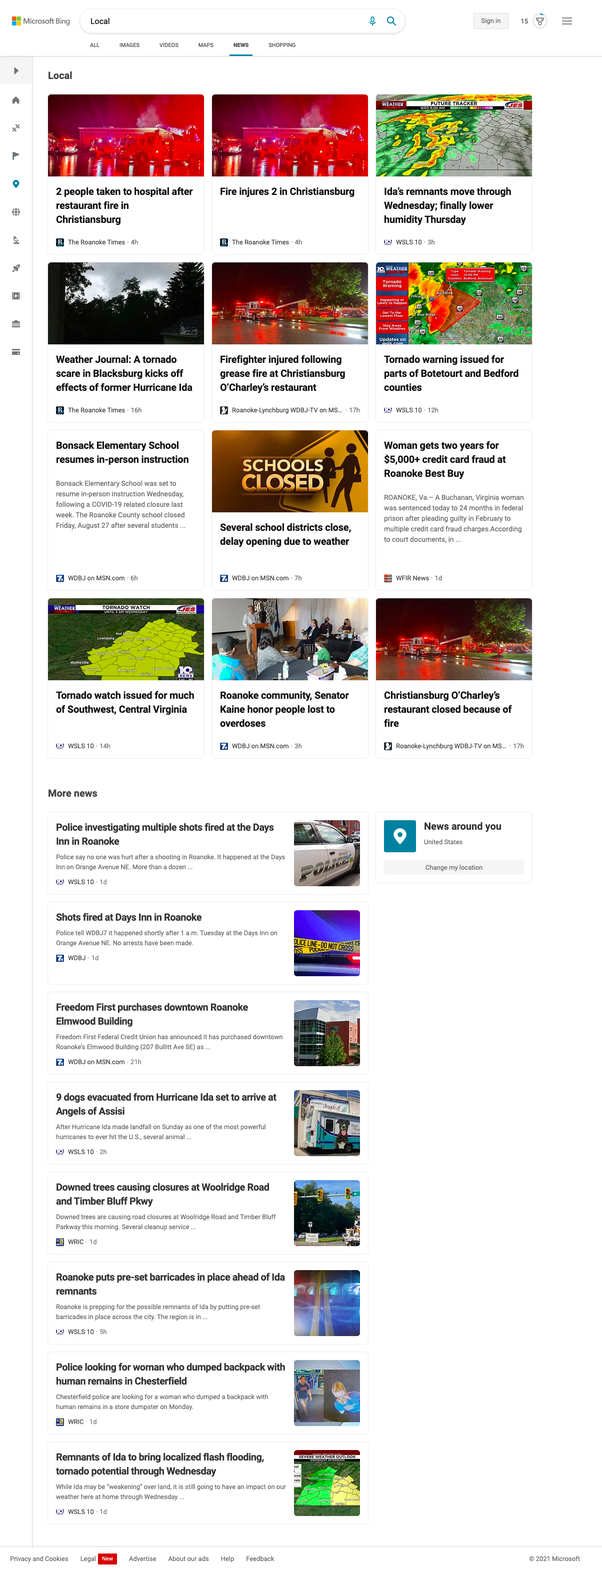 Microsoft Bing
Local
Sign in
15
ALL
IMAGES
VIDEOS
MAPS
NEWS
SHOPPING
Local
WEATHER
FUTURE TRACKER
JES
2 people taken to hospital after
restaurant fire in
Christiansburg
The Roanoke Times · 4h
Fire injures 2 in Christiansburg
The Roanoke Times · 4h
Ida's remnants move through
Wednesday; finally lower
humidity Thursday
WSLS 10 · 3h
10 WEATHER
Tornado
Warning
Weather Journal: A tornado
scare in Blacksburg kicks off
effects of former Hurricane Ida
The Roanoke Times · 16h
Firefighter injured following
grease fire at Christiansburg
O'Charley's restaurant
Roanoke-Lynchburg WDBJ-TV on MS... · 17h
Tornado warning issued for
parts of Botetourt and Bedford
counties
WSLS 10 · 12h
Bonsack Elementary School
resumes in-person instruction
Bonsack Elementary School was set to
resume in-person instruction Wednesday,
following a COVID-19 related closure last
week. The Roanoke County school closed
Friday, August 27 after several students ...
WDBJ on MSN.com · 6h
SCHOOLS
CLOSED
Several school districts close,
delay opening due to weather
WDBJ on MSN.com · 7h
Woman gets two years for
$5,000+ credit card fraud at
Roanoke Best Buy
ROANOKE, Va.– A Buchanan, Virginia woman
was sentenced today to 24 months in federal
prison after pleading guilty in February to
multiple credit card fraud charges.According
to court documents, in ...
WFIR News · 1d
WEATHER
TORNADO WATCH
JES
10
Tornado watch issued for much
of Southwest, Central Virginia
WSLS 10 · 14h
Roanoke community, Senator
Kaine honor people lost to
overdoses
WDBJ on MSN.com · 3h
Christiansburg O'Charley's
restaurant closed because of
fire
Roanoke-Lynchburg WDBJ-TV on MS... · 17h
More news
Police investigating multiple shots fired at the Days
Inn in Roanoke
Police say no one was hurt after a shooting in Roanoke. It happened at the Days
Inn on Orange Avenue NE. More than a dozen ...
WSLS 10 · 1d
POLICE
News around you
United States
Change my location
Shots fired at Days Inn in Roanoke
Police tell WDBJ7 it happened shortly after 1 a.m. Tuesday at the Days Inn on
Orange Avenue NE. No arrests have been made.
WDBJ · 1d
POLICE LINE-DO NOT CROSS
Freedom First purchases downtown Roanoke
Elmwood Building
Freedom First Federal Credit Union has announced it has purchased downtown
Roanoke's Elmwood Building (207 Bullitt Ave SE) as ...
WDBJ on MSN.com · 21h
9 dogs evacuated from Hurricane Ida set to arrive at
Angels of Assisi
After Hurricane Ida made landfall on Sunday as one of the most powerful
hurricanes to ever hit the U.S., several animal ...
WSLS 10 · 2h
Downed trees causing closures at Woolridge Road
and Timber Bluff Pkwy
Downed trees are causing road closures at Woolridge Road and Timber Bluff
Parkway this morning. Several cleanup service ...
WRIC · 1d
Roanoke puts pre-set barricades in place ahead of Ida
remnants
Roanoke is prepping for the possible remnants of Ida by putting pre-set
barricades in place across the city. The region is in ...
WSLS 10 · 5h
Police looking for woman who dumped backpack with
human remains in Chesterfield
Chesterfield police are looking for a woman who dumped a backpack with
human remains in a store dumpster on Monday.
WRIC · 1d
Remnants of Ida to bring localized flash flooding,
tornado potential through Wednesday
While Ida may be "weakening" over land, it is still going to have an impact on our
weather here at home through Wednesday ...
WSLS 10 · 1d
SEVERE WEATHER OUTLOOK
Privacy and Cookies
Legal
New
Advertise
About our ads
Help
Feedback
© 2021 Microsoft